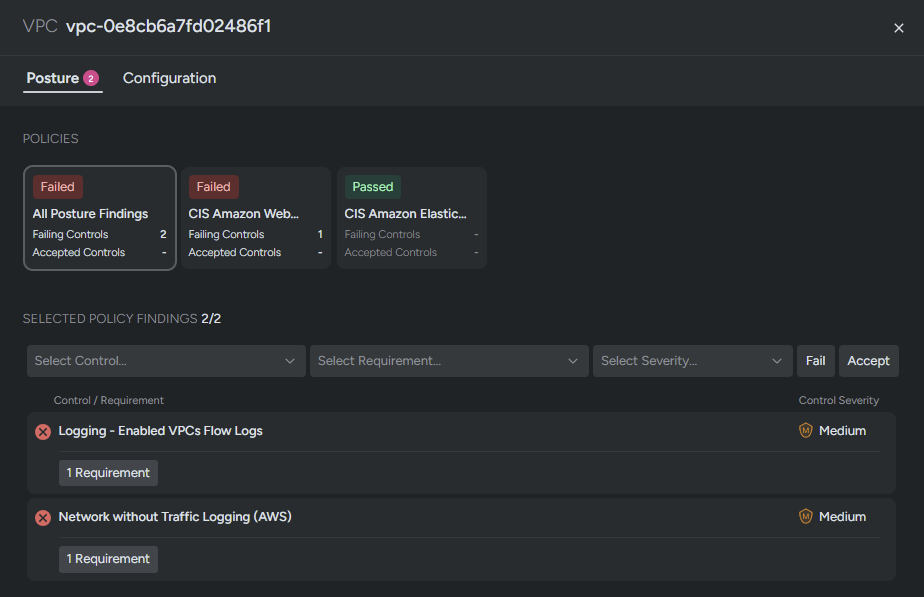 VPC vpc-0e8cb6a7fd02486f1
Posture 2 Configuration
POLICIES
Failed
All Posture Findings
Failing Controls 2
Accepted Controls -
Failed
CIS Amazon Web...
Failing Controls 1
Accepted Controls -
Passed
CIS Amazon Elastic...
Failing Controls -
Accepted Controls -
SELECTED POLICY FINDINGS 2/2
Select Control... Select Requirement... Select Severity... Fail Accept
Control / Requirement Control Severity
Logging - Enabled VPCs Flow Logs M Medium
1 Requirement
Network without Traffic Logging (AWS) M Medium
1 Requirement